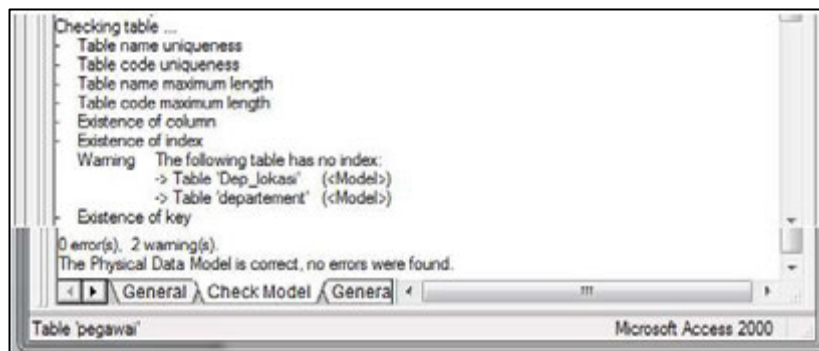 Checking table ...
- Table name uniqueness
- Table code uniqueness
- Table name maximum length
- Table code maximum length
- Existence of column
- Existence of index
Warning The following table has no index:
-> Table 'Dep_lokasi' (<Model>)
-> Table 'departement' (<Model>)
- Existence of key
0 error(s), 2 warning(s).
The Physical Data Model is correct, no errors were found.
General Check Model Genera
Table 'pegawai' Microsoft Access 2000